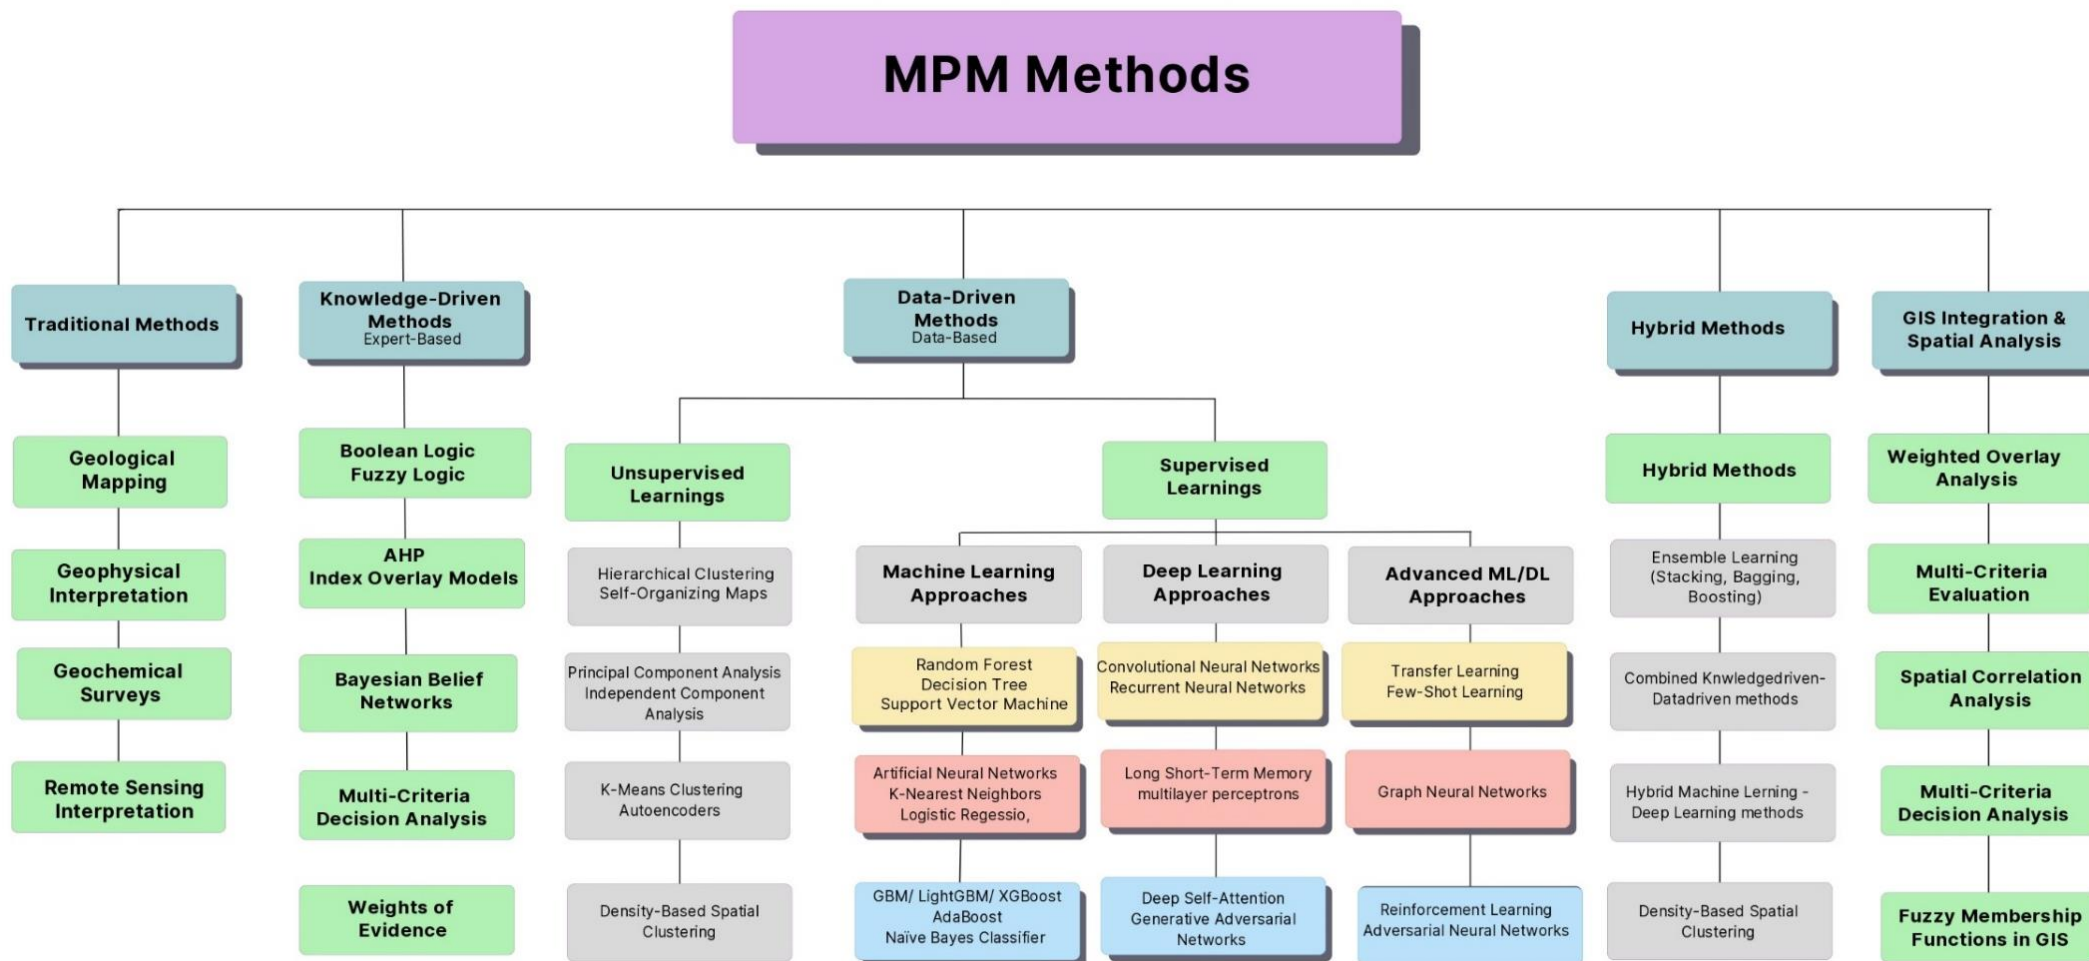 MPM Methods
Traditional Methods
Knowledge-Driven
Methods
Expert-Based
Data-Driven
Methods
Data-Based
Hybrid Methods
GIS Integration &
Spatial Analysis
Geological
Mapping
Geophysical
Interpretation
Geochemical
Surveys
Remote Sensing
Interpretation
Boolean Logic
Fuzzy Logic
AHP
Index Overlay Models
Bayesian Belief
Networks
Multi-Criteria
Decision Analysis
Weights of
Evidence
Unsupervised
Learnings
Hierarchical Clustering
Self-Organizing Maps
Principal Component Analysis
Independent Component
Analysis
K-Means Clustering
Autoencoders
Density-Based Spatial
Clustering
Supervised
Learnings
Machine Learning
Approaches
Random Forest
Decision Tree
Support Vector Machine
Artificial Neural Networks
K-Nearest Neighbors
Logistic Regressio,
GBM/ LightGBM/ XGBoost
AdaBoost
Naïve Bayes Classifier
Deep Learning
Approaches
Convolutional Neural Networks
Recurrent Neural Networks
Long Short-Term Memory
multilayer perceptrons
Deep Self-Attention
Generative Adversarial
Networks
Advanced ML/DL
Approaches
Transfer Learning
Few-Shot Learning
Graph Neural Networks
Reinforcement Learning
Adversarial Neural Networks
Hybrid Methods
Ensemble Learning
(Stacking, Bagging,
Boosting)
Combined Knwledgedriven-
Datadriven methods
Hybrid Machine Lerning -
Deep Learning methods
Density-Based Spatial
Clustering
Weighted Overlay
Analysis
Multi-Criteria
Evaluation
Spatial Correlation
Analysis
Multi-Criteria
Decision Analysis
Fuzzy Membership
Functions in GIS